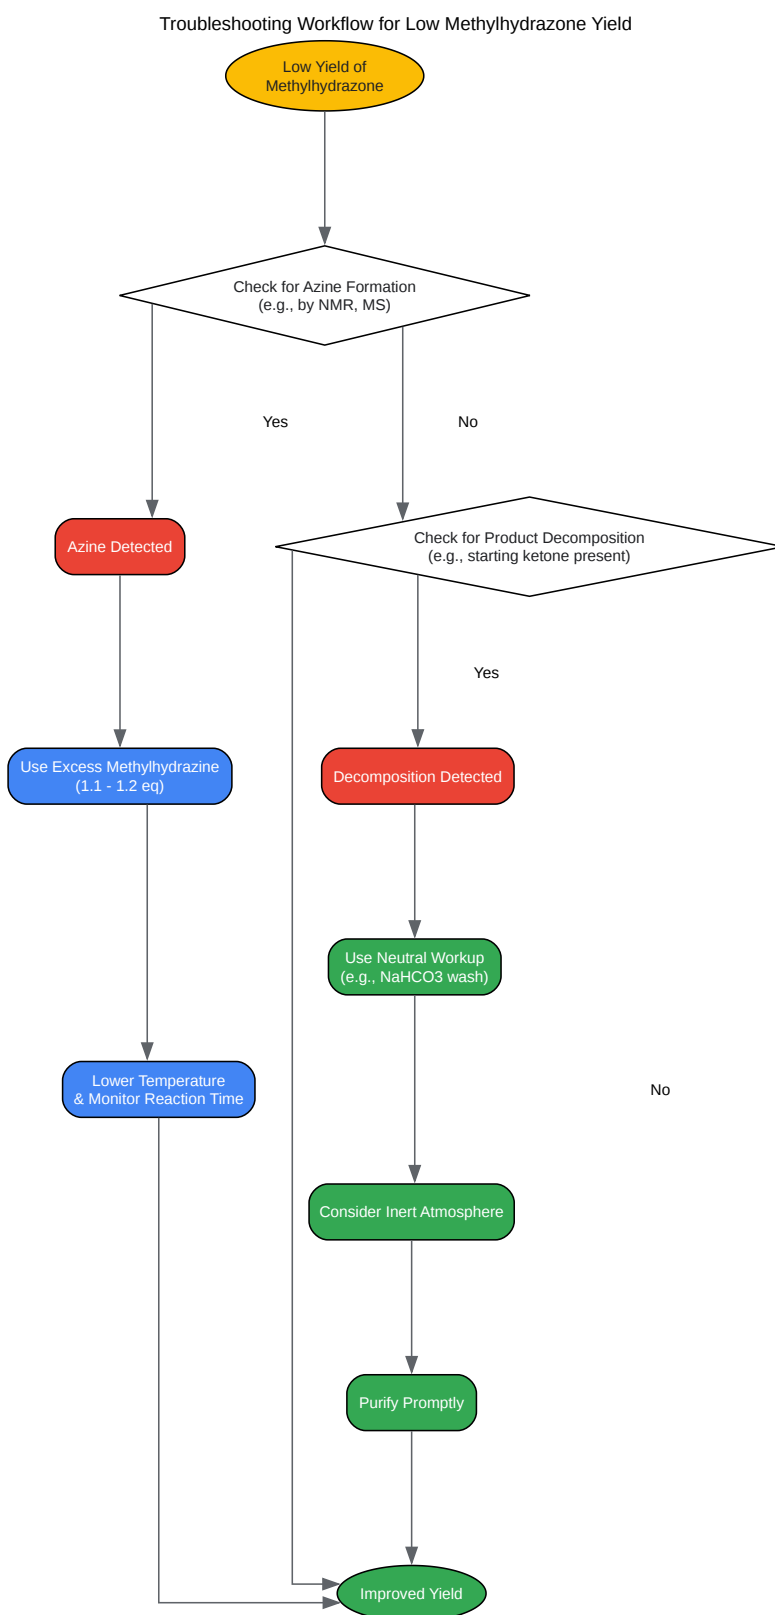 Troubleshooting Workflow for Low Methylhydrazone Yield
Low Yield of
Methylhydrazone
Check for Azine Formation
(e.g., by NMR, MS)
Yes
No
Azine Detected
Check for Product Decomposition
(e.g., starting ketone present)
Yes
Use Excess Methylhydrazine
(1.1 - 1.2 eq)
Decomposition Detected
Use Neutral Workup
(e.g., NaHCO3 wash)
Lower Temperature
& Monitor Reaction Time
No
Consider Inert Atmosphere
Purify Promptly
Improved Yield